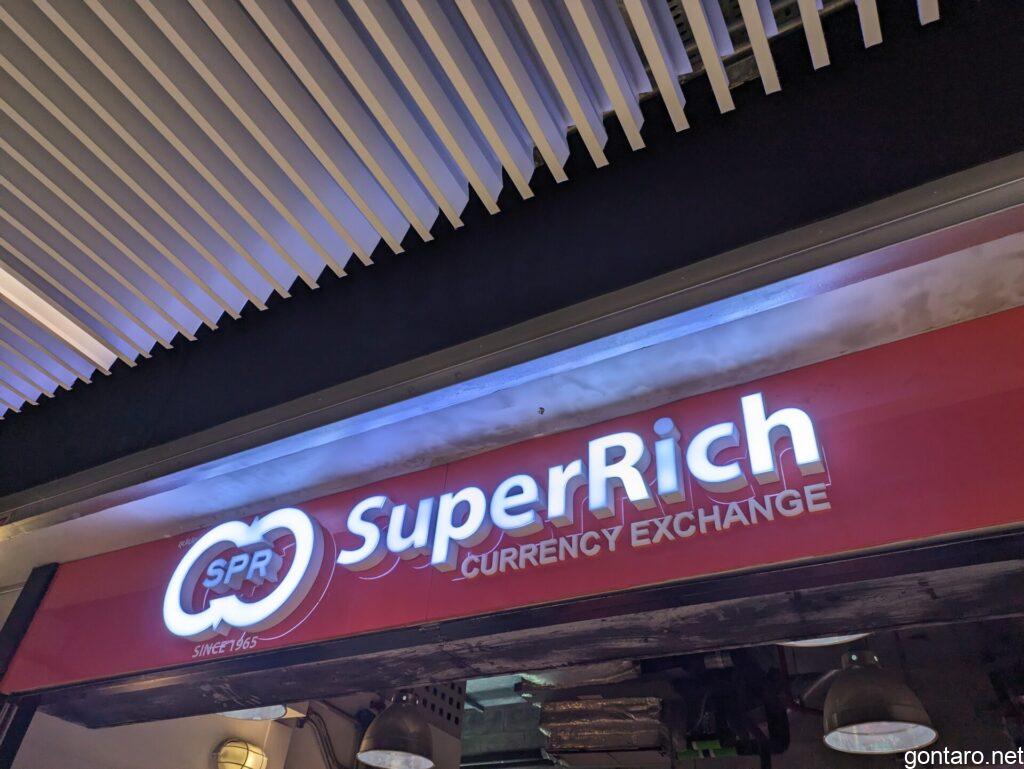 SPR
SINCE 1965
SuperRich
CURRENCY EXCHANGE
gontaro.net